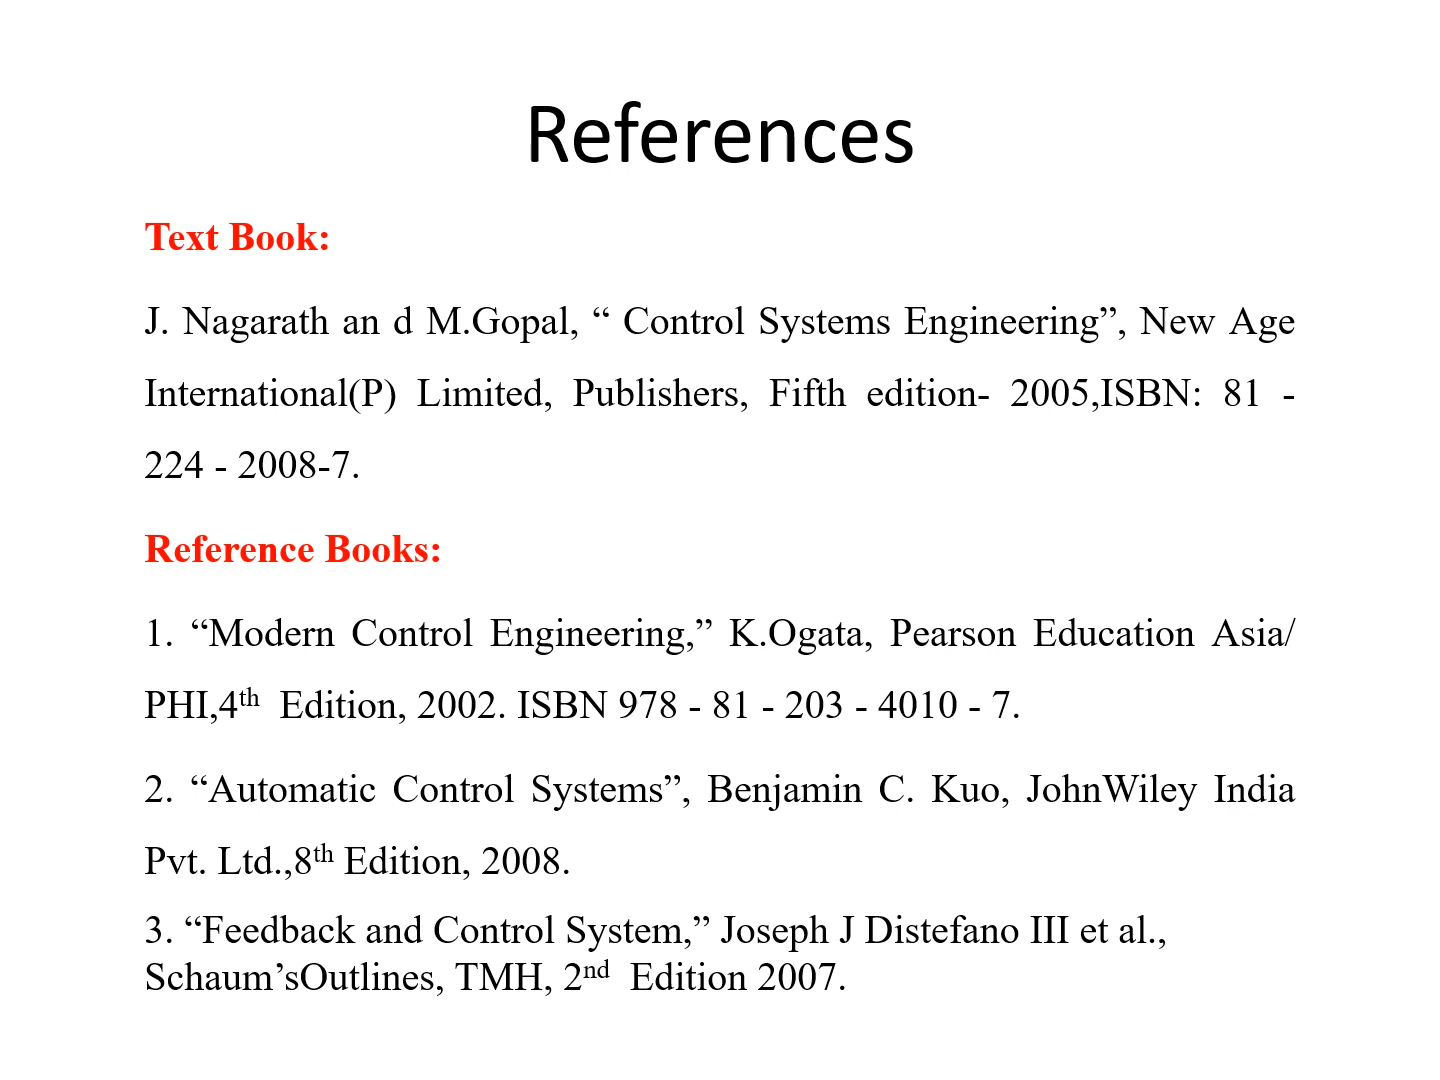 References
Text Book:
J. Nagarath an d M.Gopal, “ Control Systems Engineering”, New Age
International(P) Limited, Publishers, Fifth edition- 2005,ISBN: 81 -
224 - 2008-7.
Reference Books:
1. “Modern Control Engineering,” K.Ogata, Pearson Education Asia/
PHI,4th Edition, 2002. ISBN 978 - 81 - 203 - 4010 - 7.
2. “Automatic Control Systems”, Benjamin C. Kuo, JohnWiley India
Pvt. Ltd.,8th Edition, 2008.
3. “Feedback and Control System,” Joseph J Distefano III et al.,
Schaum’sOutlines, TMH, 2nd Edition 2007.